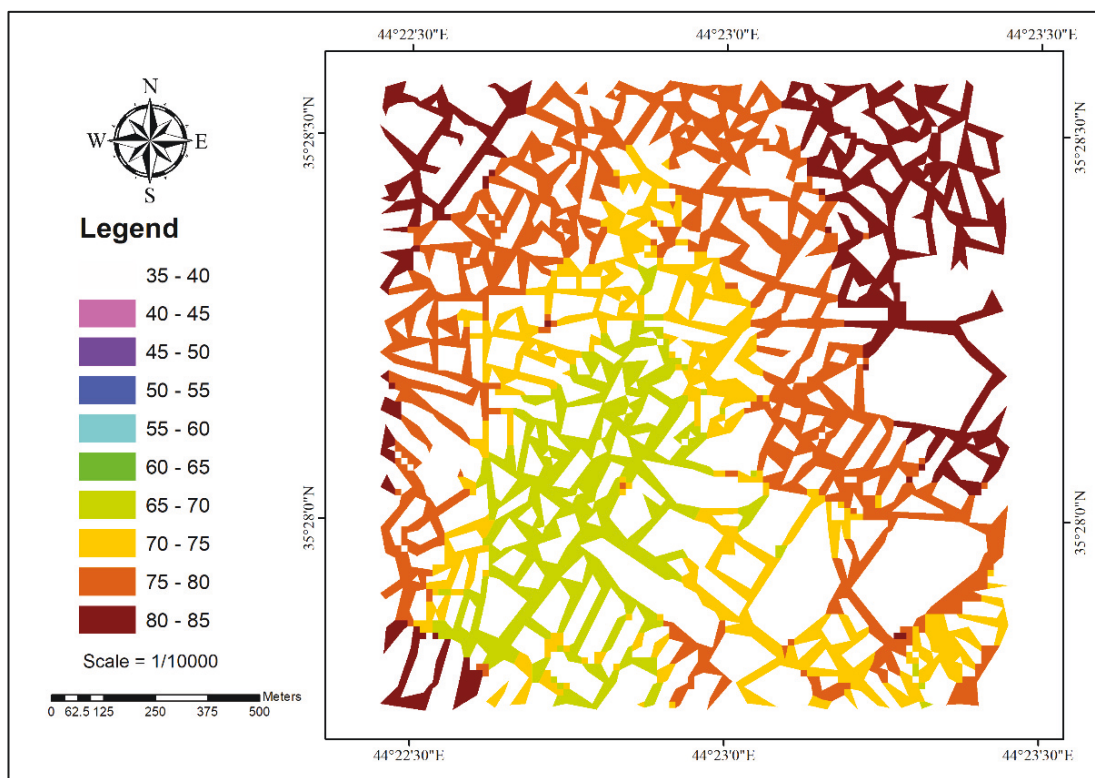 44°22'30"E 44°23'0"E 44°23'30"E
35°28'30"N 35°28'30"N
N
W E
S
Legend
35 - 40
40 - 45
45 - 50
50 - 55
55 - 60
60 - 65
65 - 70
70 - 75
75 - 80
80 - 85
35°28'0"N 35°28'0"N
Scale = 1/10000
Meters
0 62.5 125 250 375 500
44°22'30"E 44°23'0"E 44°23'30"E